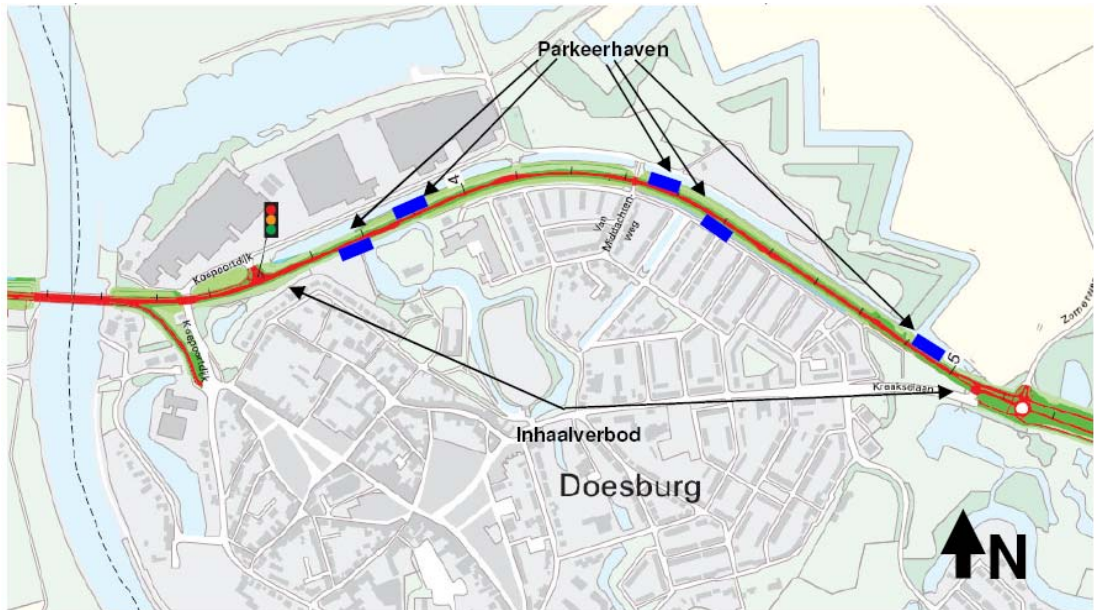 Parkeerhaven
4
Van
Middachten
weg
Koepoortdijk
Koepoortdijk
5
Kraakselaan
Inhaalverbod
Doesburg
N